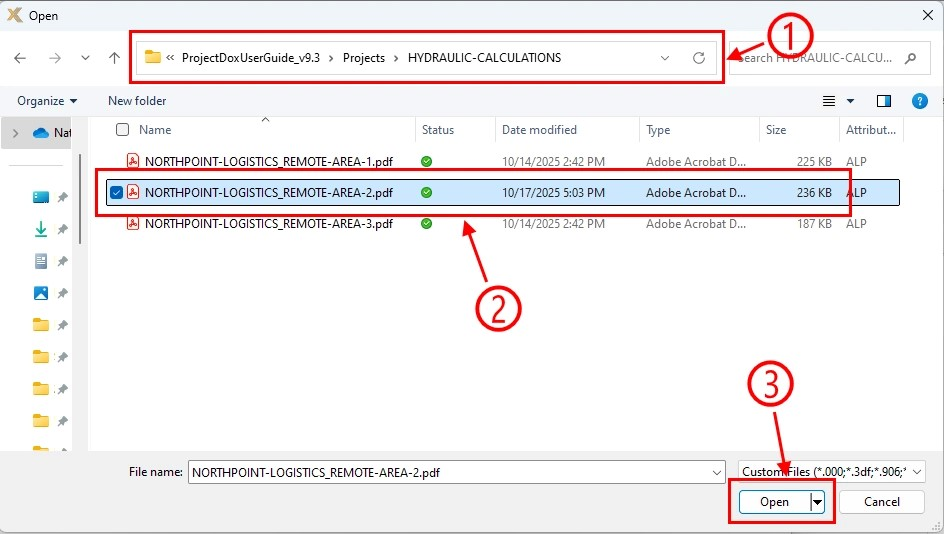 Open
1
« ProjectDoxUserGuide_v9.3 > Projects > HYDRAULIC-CALCULATIONS
Search HYDRAULIC-CALCU...
Organize
New folder
?
Nat
Name
Status
Date modified
Type
Size
Attribut...
NORTHPOINT-LOGISTICS_REMOTE-AREA-1.pdf 10/14/2025 2:42 PM Adobe Acrobat D... 225 KB ALP
NORTHPOINT-LOGISTICS_REMOTE-AREA-2.pdf 10/17/2025 5:03 PM Adobe Acrobat D... 236 KB ALP
NORTHPOINT-LOGISTICS_REMOTE-AREA-3.pdf 10/14/2025 2:42 PM Adobe Acrobat D... 187 KB ALP
2
3
File name: NORTHPOINT-LOGISTICS_REMOTE-AREA-2.pdf
Custom Files (*.000;*.3df;*.906;*
Open
Cancel